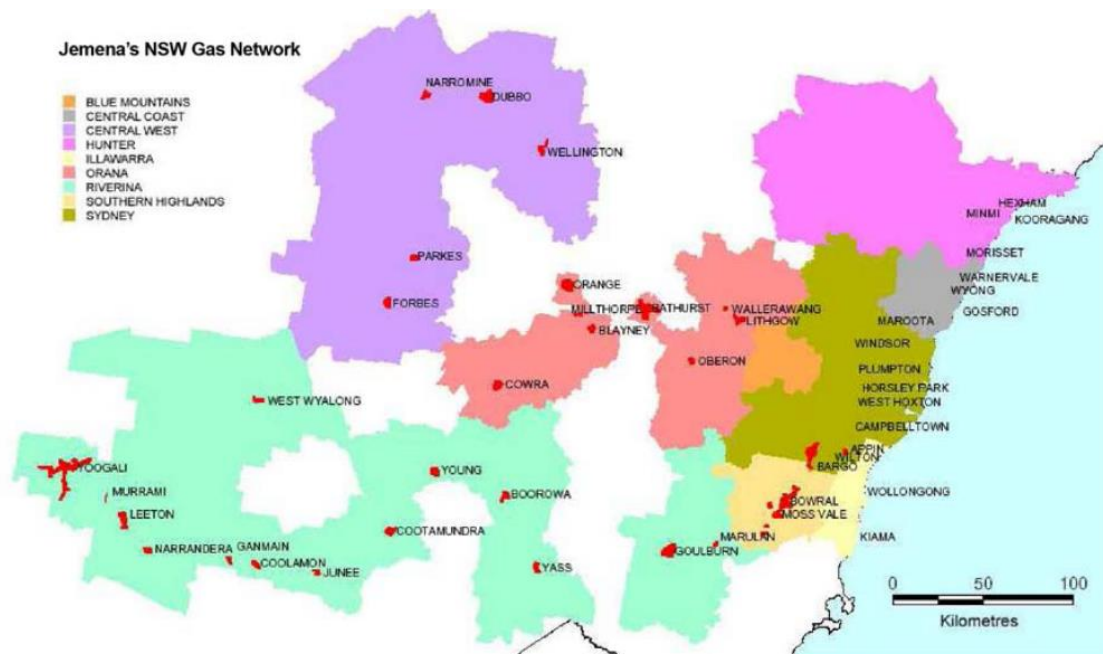 Jemena's NSW Gas Network
BLUE MOUNTAINS
CENTRAL COAST
CENTRAL WEST
HUNTER
ILLAWARRA
ORANA
RIVERINA
SOUTHERN HIGHLANDS
SYDNEY
NARROMINE
DUBBO
WELLINGTON
HEXHAM
MINMI
KOORAGANG
PARKES
MORISSET
WARNERVALE
WYONG
ORANGE
FORBES
MILLTHORPE
BATHURST
WALLERAWANG
GOSFORD
LITHGOW
MAROOTA
BLAYNEY
WINDSOR
OBERON
PLUMPTON
COWRA
HORSLEY PARK
WEST WYALONG
WEST HOXTON
CAMPBELLTOWN
APPIN
WILTON
YOOGALI
YOUNG
BARGO
MURRAMI
BOOROWA
WOLLONGONG
BOWRAL
LEETON
MOSS VALE
COOTAMUNDRA
MARULAN
KIAMA
NARRANDERA
GANMAIN
GOULBURN
COOLAMON
JUNEE
YASS
0 50 100
Kilometres